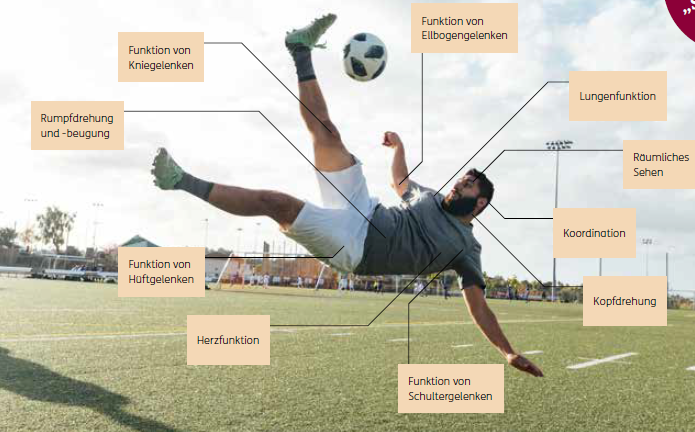 Funktion von
Ellbogengelenken
Funktion von
Kniegelenken
Lungenfunktion
Rumpfdrehung
und -beugung
Räumliches
Sehen
Koordination
Funktion von
Hüftgelenken
Kopfdrehung
Herzfunktion
Funktion von
Schultergelenken